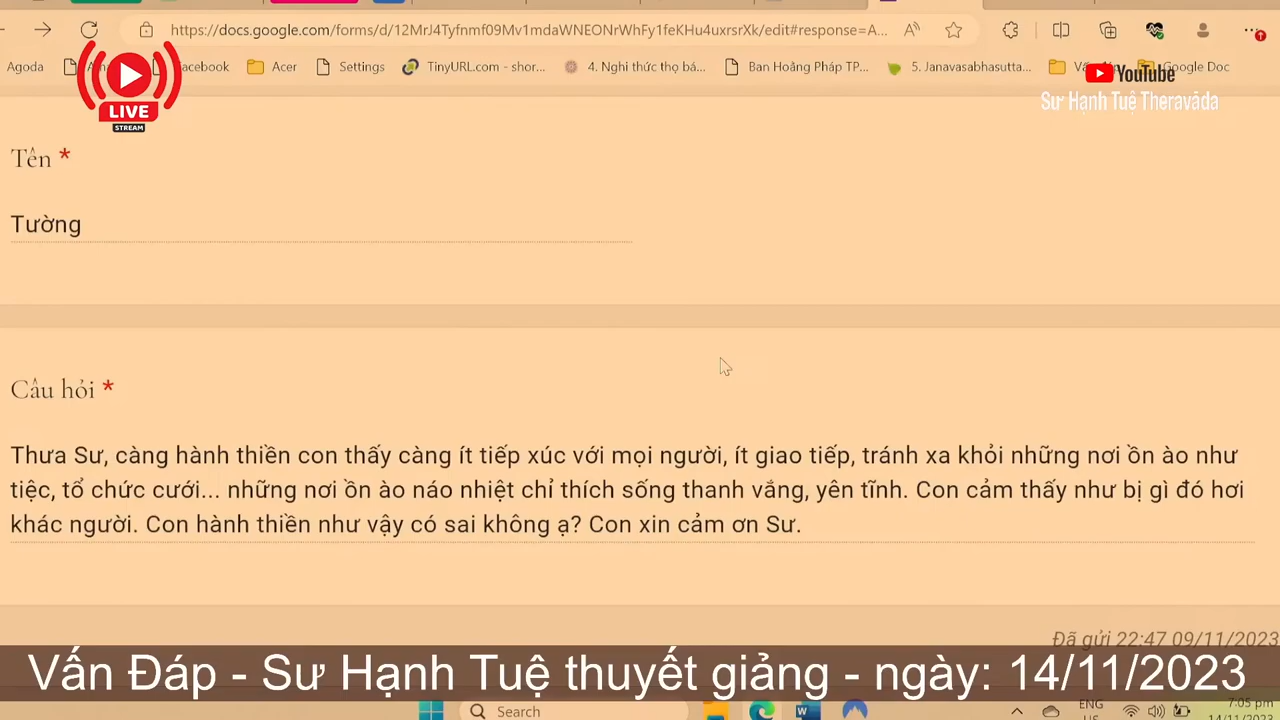 https://docs.google.com/forms/d/12MrJ4Tyfnmf09Mv1mdaWNEONrWhFy1feKHu4uxrsrXk/edit#response=A...
Agoda
acebook
Acer
Settings
TinyURL.com - shor...
4. Nghi thức thọ bá...
Ban Hoằng Pháp TP...
5. Janavasabhasutta...
Google Doc
LIVE
STREAM
YouTube
Sư Hạnh Tuệ Theravāda
Tên *
Tường
Câu hỏi *
Thưa Sư, càng hành thiền con thấy càng ít tiếp xúc với mọi người, ít giao tiếp, tránh xa khỏi những nơi ồn ào như
tiệc, tổ chức cưới... những nơi ồn ào náo nhiệt chỉ thích sống thanh vắng, yên tĩnh. Con cảm thấy như bị gì đó hơi
khác người. Con hành thiền như vậy có sai không ạ? Con xin cảm ơn Sư.
Đã gửi 22:47 09/11/2023
Vấn Đáp - Sư Hạnh Tuệ thuyết giảng - ngày: 14/11/2023
Search
ENG
7:05 pm
14/11/2023